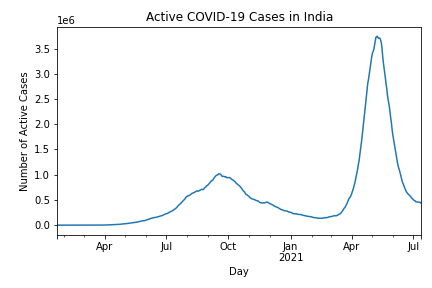 Active COVID-19 Cases in India
1e6
3.5
3.0
2.5
2.0
1.5
1.0
0.5
0.0
Number of Active Cases
Apr Jul Oct Jan Apr Jul
2021
Day